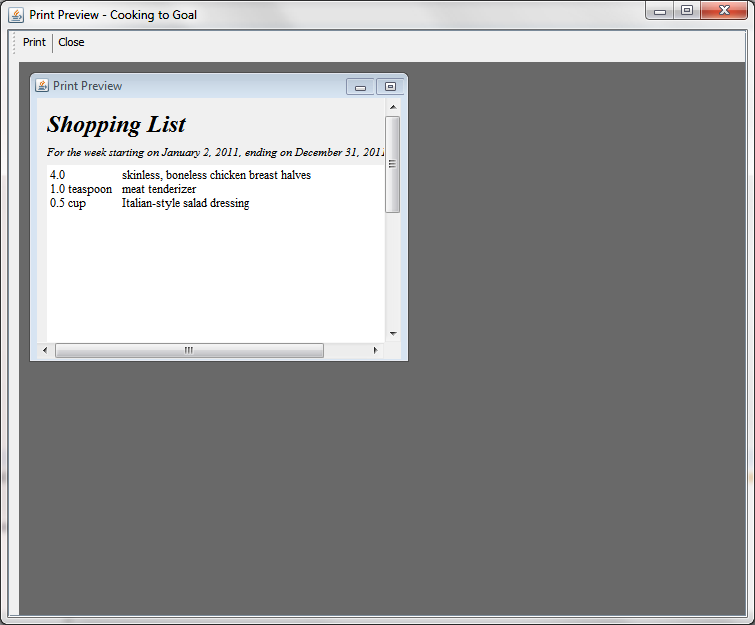 Print Preview - Cooking to Goal
Print Close
Print Preview
Shopping List
For the week starting on January 2, 2011, ending on December 31, 2011
4.0 skinless, boneless chicken breast halves
1.0 teaspoon meat tenderizer
0.5 cup Italian-style salad dressing